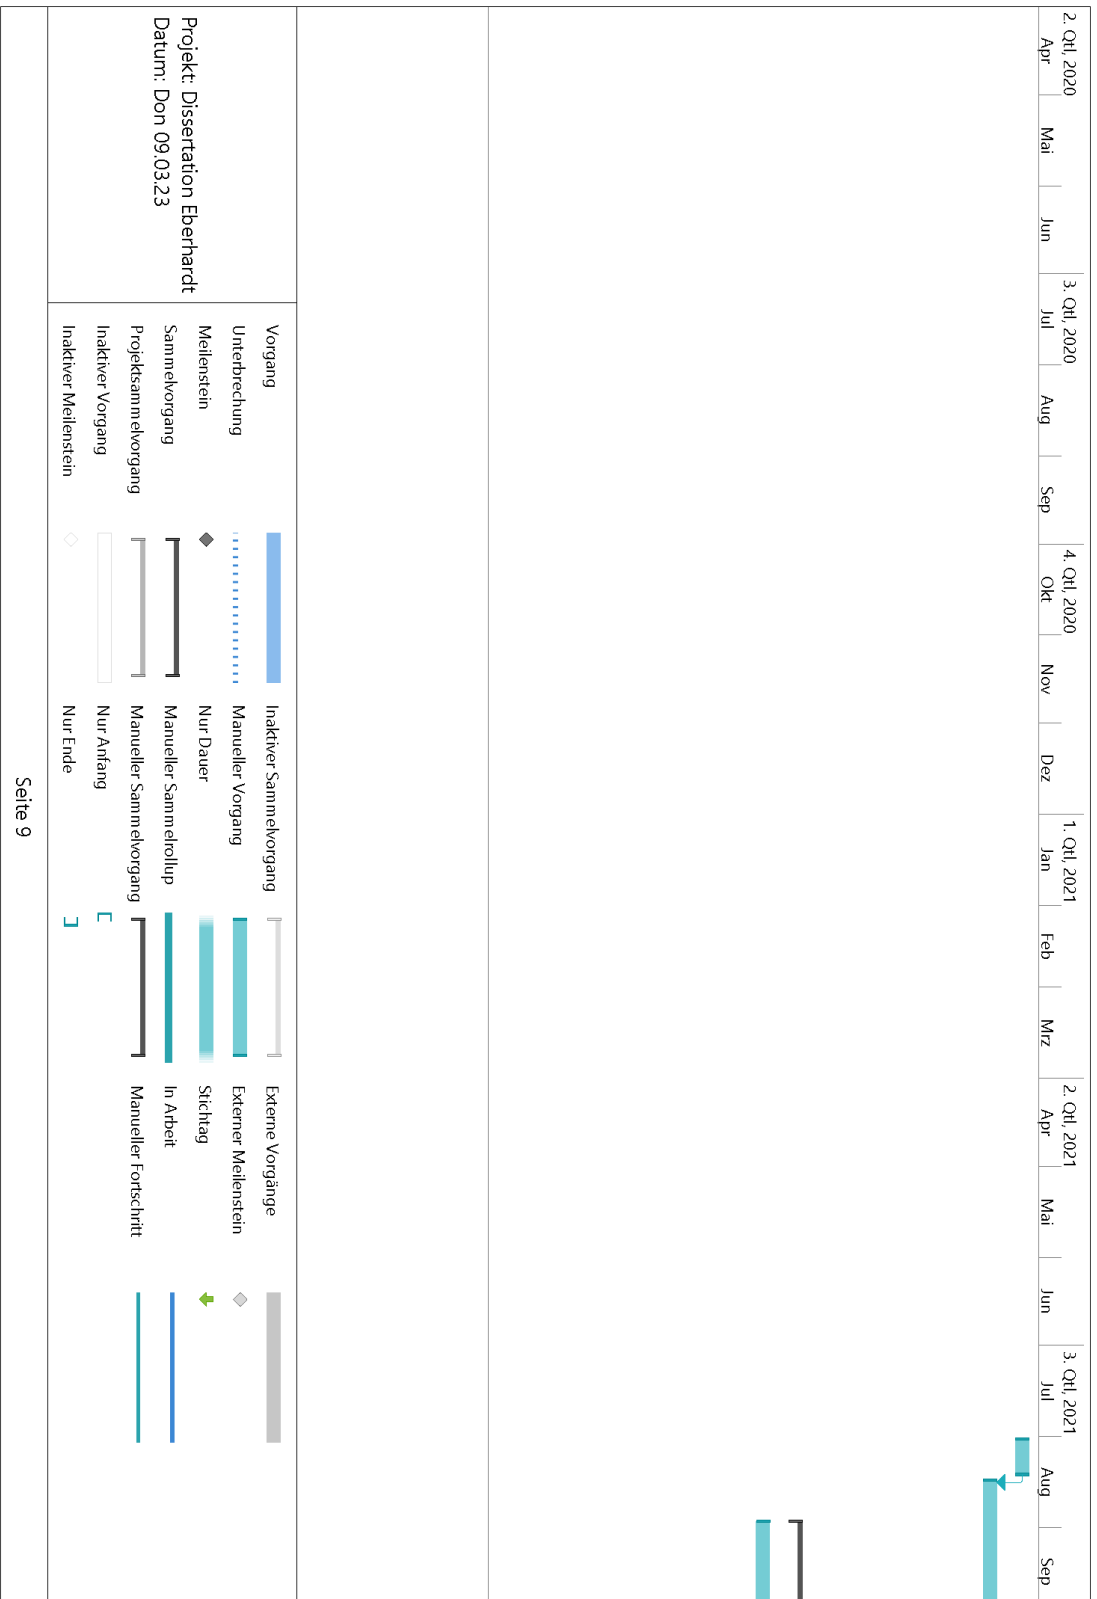 2. Qtl, 2020 3. Qtl, 2020 4. Qtl, 2020 1. Qtl, 2021 2. Qtl, 2021 3. Qtl, 2021
Apr Mai Jun Jul Aug Sep Okt Nov Dez Jan Feb Mrz Apr Mai Jun Jul Aug Sep
Projekt: Dissertation Eberhardt
Datum: Don 09.03.23
Vorgang
Unterbrechung
Meilenstein
Sammelvorgang
Projektsammelvorgang
Inaktiver Vorgang
Inaktiver Meilenstein
Inaktiver Sammelvorgang
Manueller Vorgang
Nur Dauer
Manueller Sammelrollup
Manueller Sammelvorgang
Nur Anfang
Nur Ende
Externe Vorgänge
Externer Meilenstein
Stichtag
In Arbeit
Manueller Fortschritt
Seite 9